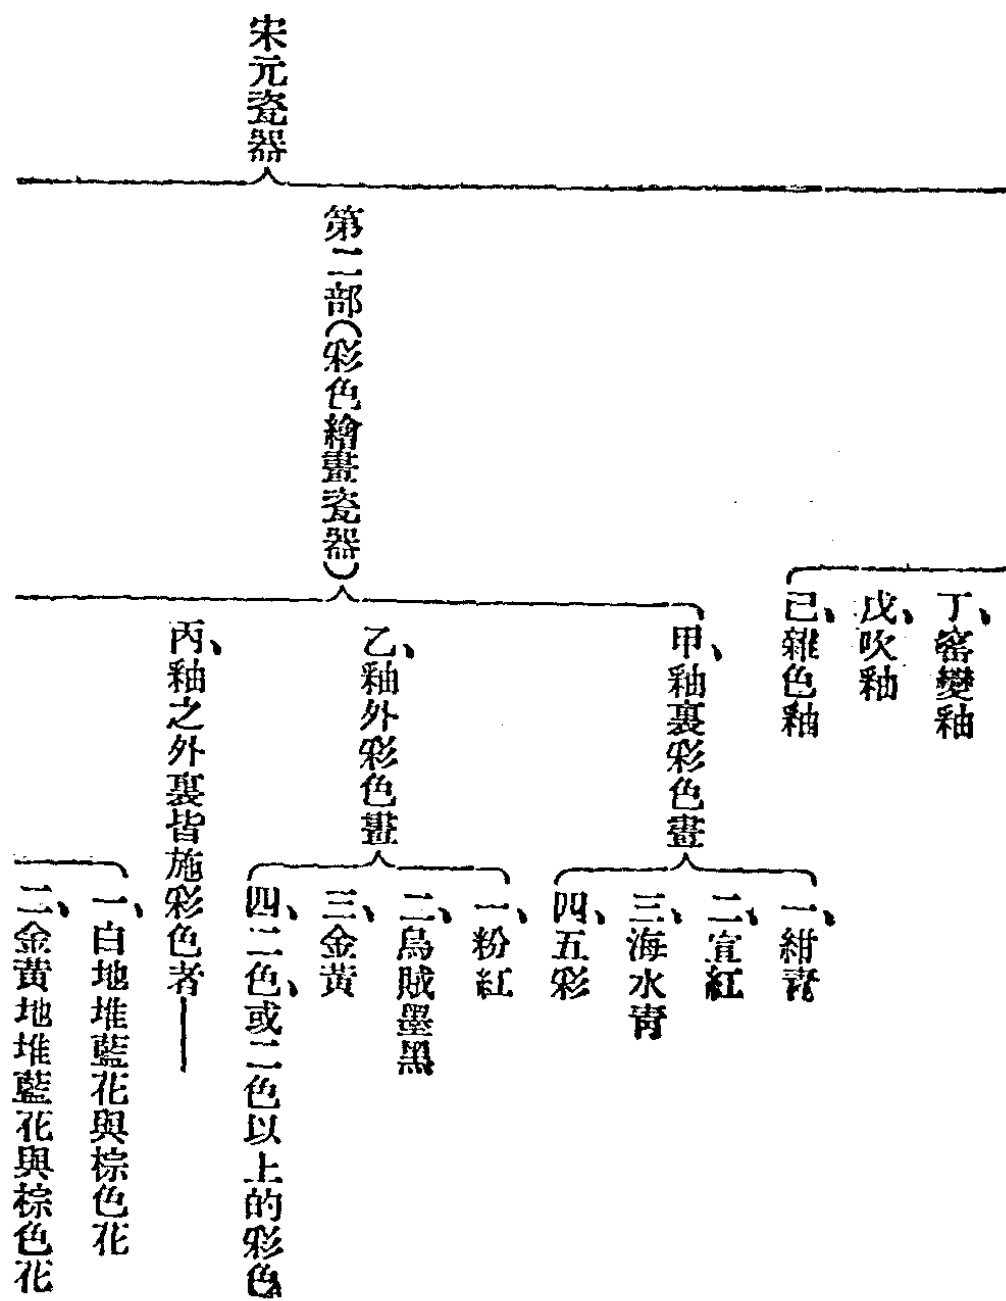 宋元瓷器
丁、窰變釉
戊、吹釉
己、雜色釉
第二部(彩色繪畫瓷器)
甲、釉裏彩色畫
一、紺青
二、宣紅
三、海水青
四、五彩
乙、釉外彩色畫
一、粉紅
二、烏賊墨黑
三、金黃
四、二色、或二色以上的彩色
丙、釉之外裏皆施彩色者——
一、白地堆藍花與棕色花
二、金黃地堆藍花與棕色花